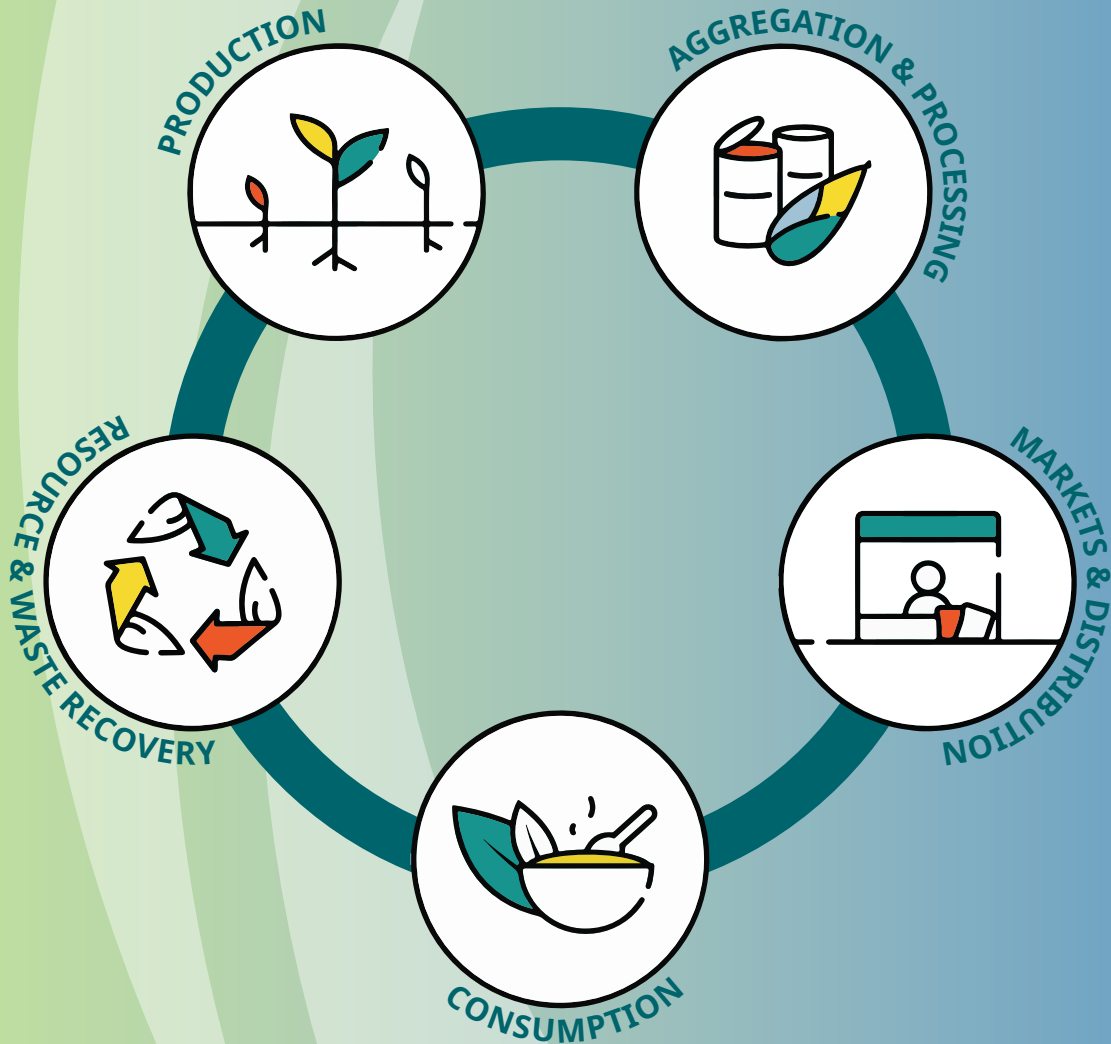 PRODUCTION
AGGREGATION & PROCESSING
MARKETS & DISTRIBUTION
CONSUMPTION
RESOURCE & WASTE RECOVERY